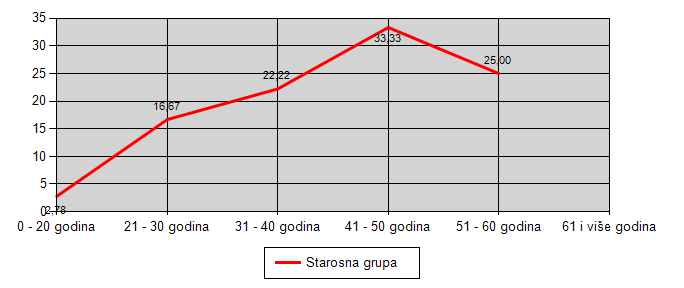 35
30
25
20
15
10
5
0
2,78
16,67
22,22
33,33
25,00
0 - 20 godina
21 - 30 godina
31 - 40 godina
41 - 50 godina
51 - 60 godina
61 i više godina
Starosna grupa